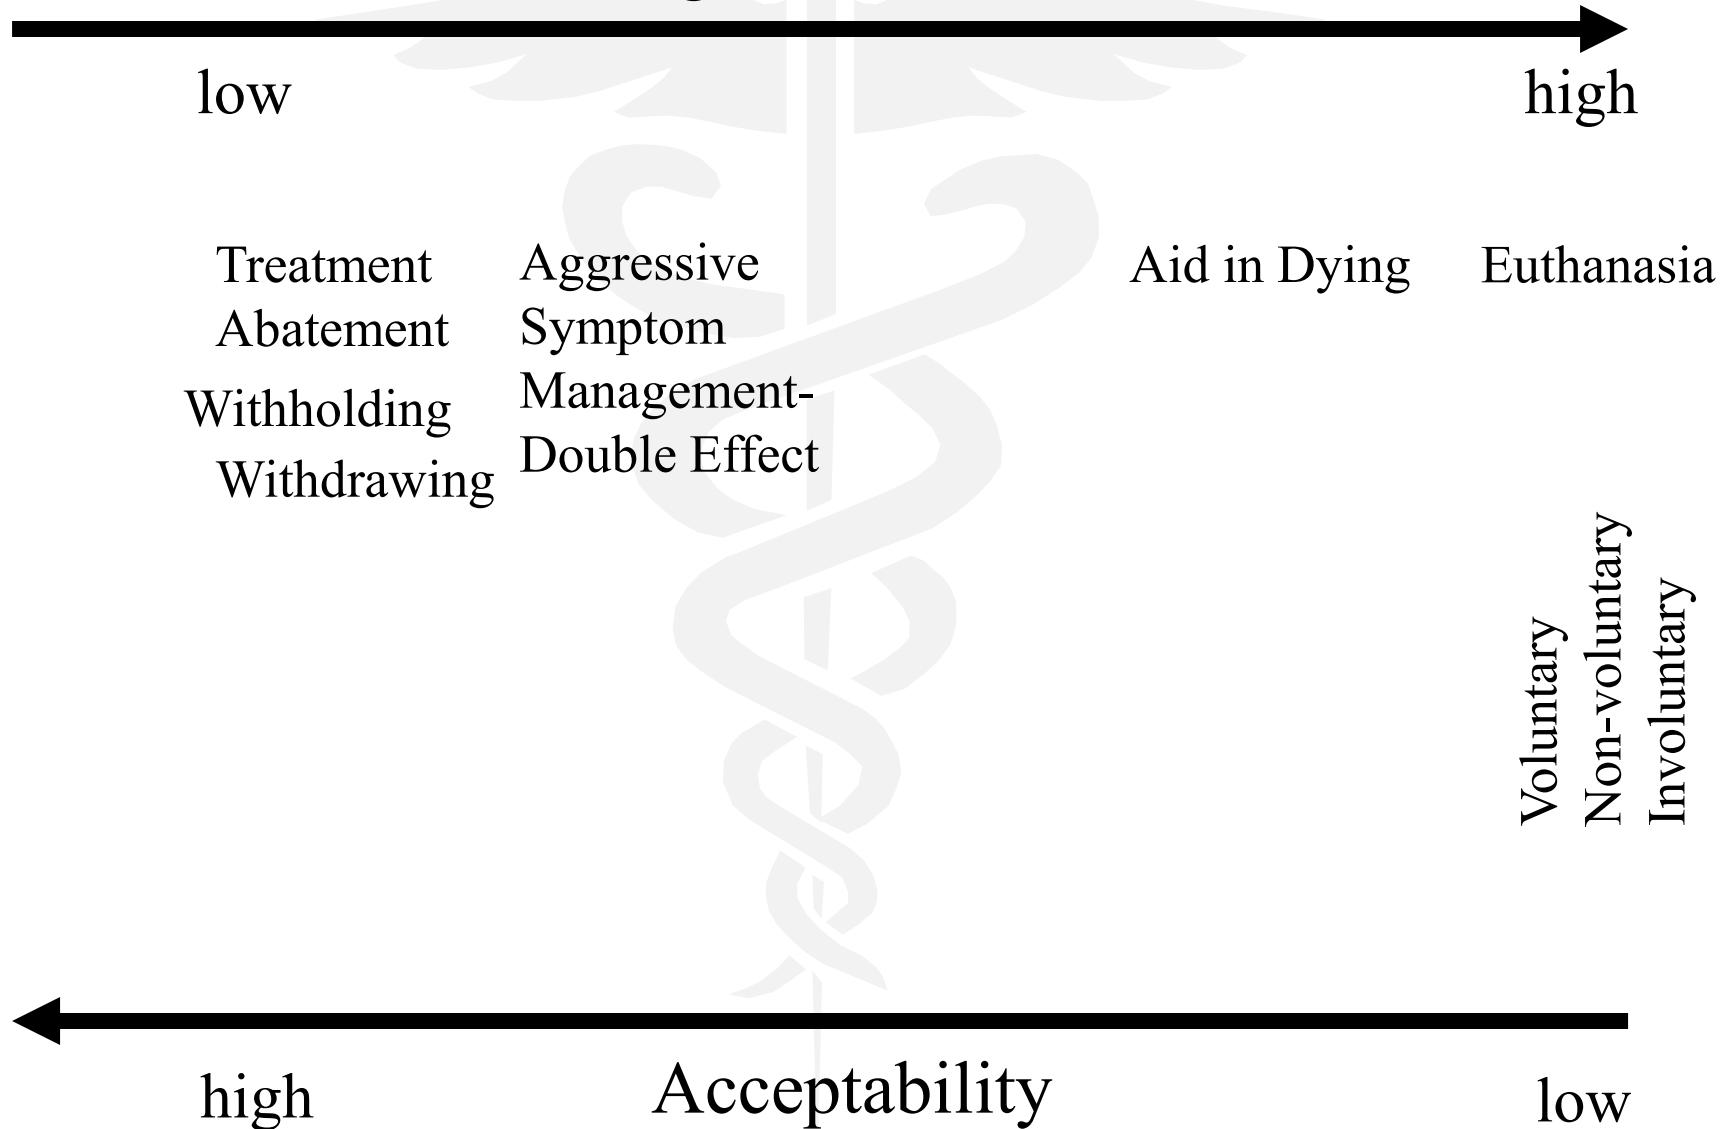 low
high
Treatment
Abatement
Withholding
Withdrawing
Aggressive
Symptom
Management-
Double Effect
Aid in Dying
Euthanasia
Voluntary
Non-voluntary
Involuntary
high
Acceptability
low